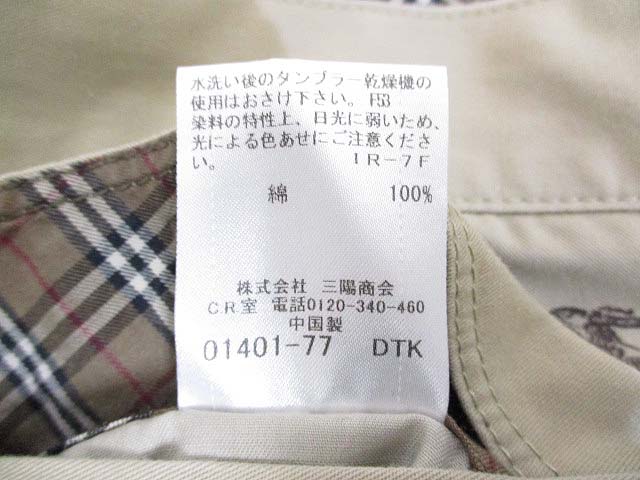 水洗い後のタンブラー乾燥機の
使用はおさけ下さい。F53
染料の特性上、日光に弱いため、
光による色あせにご注意くださ
い。 IR-7F
綿 100%
株式会社 三陽商会
C.R.室 電話0120-340-460
中国製
01401-77 DTK